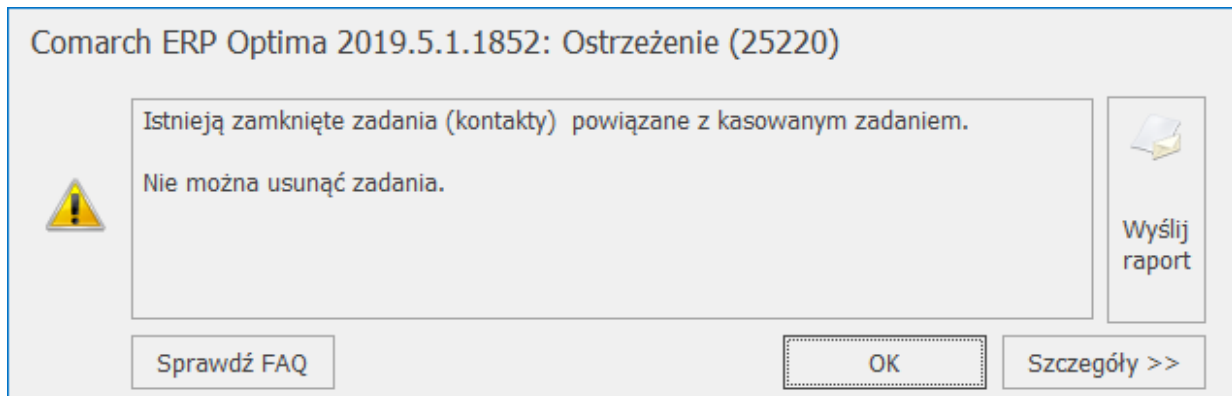 Comarch ERP Optima 2019.5.1.1852: Ostrzeżenie (25220)
Istnieją zamknięte zadania (kontakty)  powiązane z kasowanym zadaniem.
Nie można usunąć zadania.
Wyślij
raport
Sprawdź FAQ
OK
Szczegóły >>